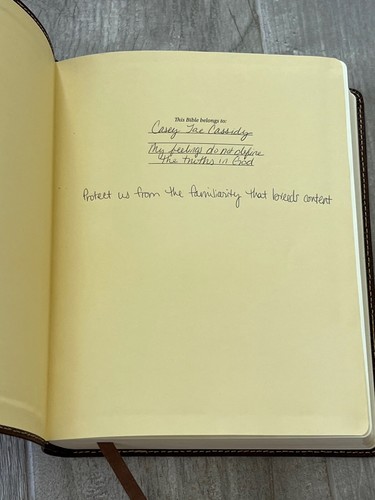 This Bible belongs to:
Casey Tae Cassidy
My feelings do not define
the truths in God
Protect us from the familiarity that breeds content